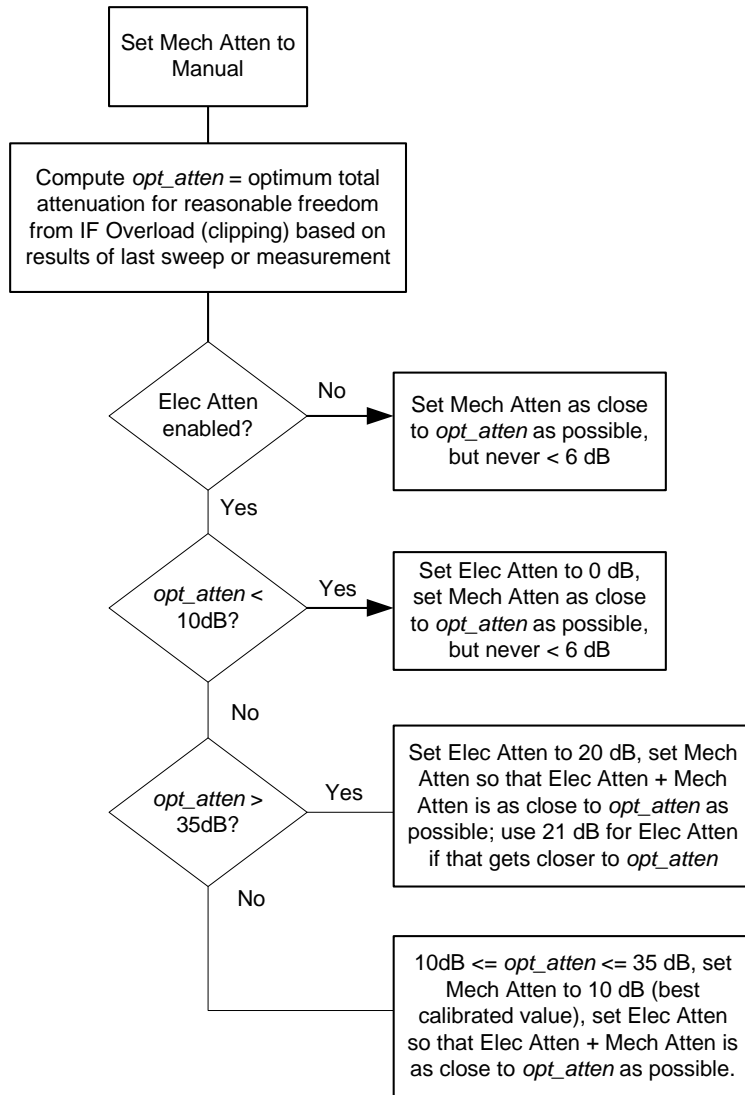 Set Mech Atten to
Manual
Compute opt_atten = optimum total
attenuation for reasonable freedom
from IF Overload (clipping) based on
results of last sweep or measurement
Elec Atten
enabled?
No
Set Mech Atten as close
to opt_atten as possible,
but never < 6 dB
Yes
opt_atten <
10dB?
Yes
Set Elec Atten to 0 dB,
set Mech Atten as close
to opt_atten as possible,
but never < 6 dB
No
opt_atten >
35dB?
Yes
Set Elec Atten to 20 dB, set Mech
Atten so that Elec Atten + Mech
Atten is as close to opt_atten as
possible; use 21 dB for Elec Atten
if that gets closer to opt_atten
No
10dB <= opt_atten <= 35 dB, set
Mech Atten to 10 dB (best
calibrated value), set Elec Atten
so that Elec Atten + Mech Atten is
as close to opt_atten as possible.